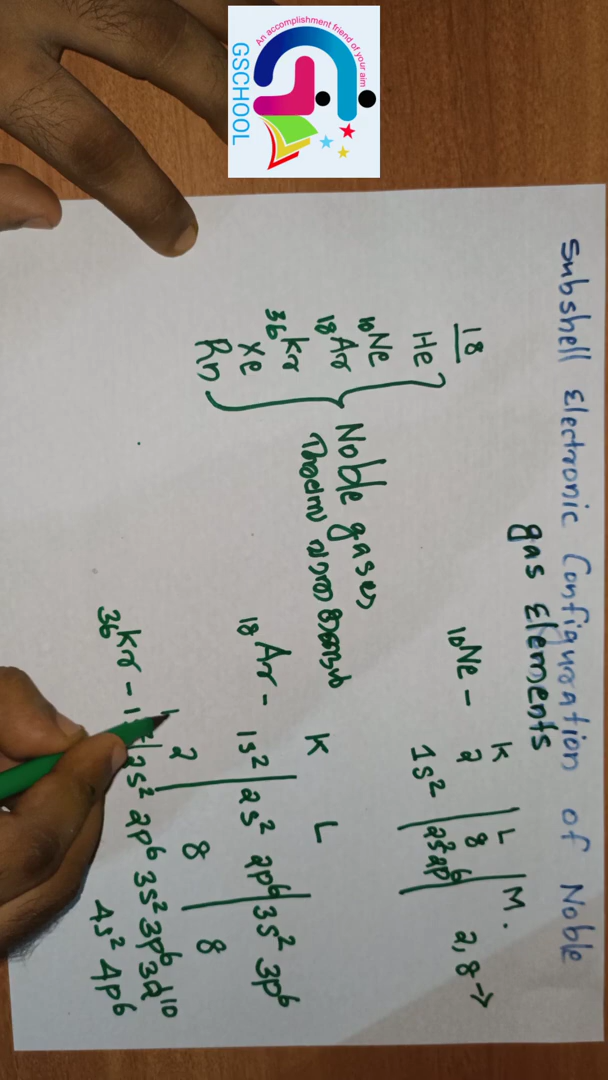 An accomplishment friend of your aim
GSCHOOL
Subshell Electronic Configuration of Noble
gas Elements
18
He
10Ne
18Ar
36Kr
Xe
Rn
Noble gases
K L M.
10Ne - 2 | 8 | 2,8→
1s² | 2s² 2p⁶ |
K L
18Ar - 1s² | 2s² 2p⁶ | 3s² 3p⁶
2 | 8 | 8
36Kr - 1s² | 2s² 2p⁶ 3s² 3p⁶ 3d¹⁰
4s² 4p⁶